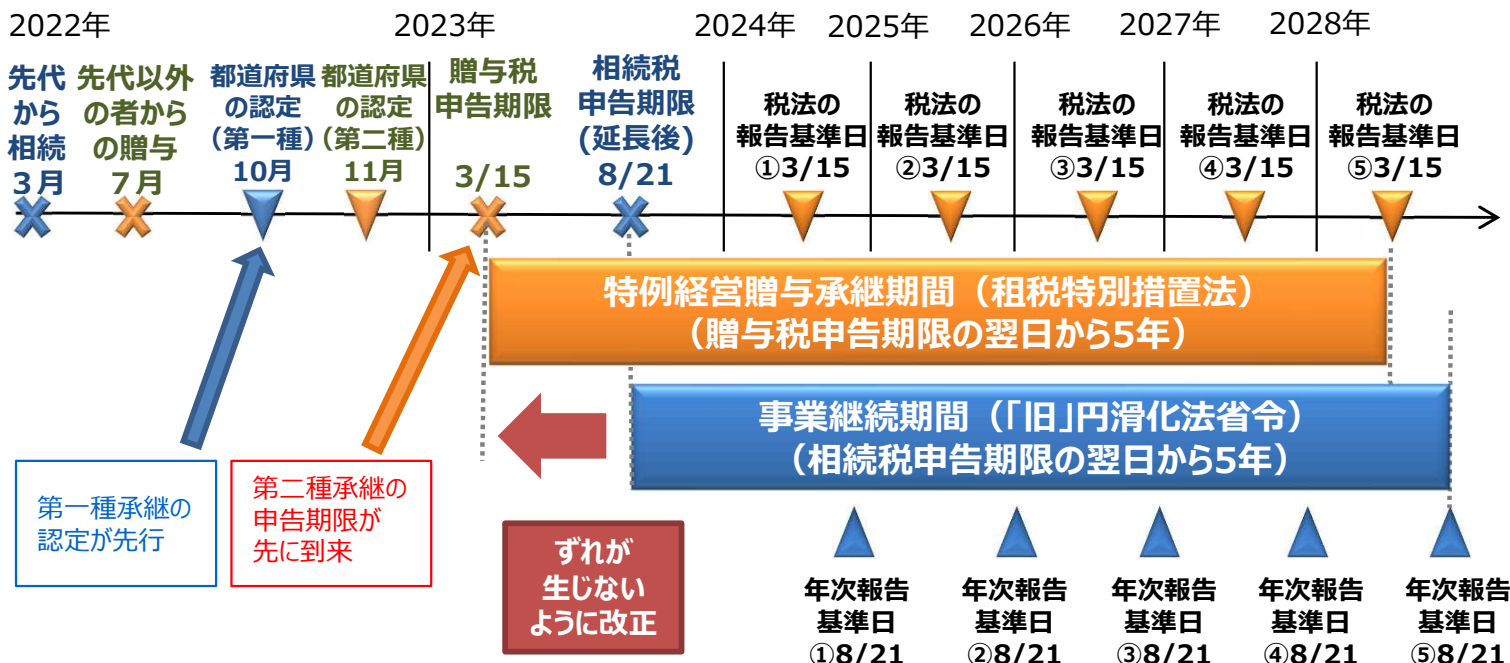 2022年
2023年
2024年
2025年
2026年
2027年
2028年
先代
から
相続
3月
先代以外
の者から
の贈与
7月
都道府県
の認定
(第一種)
10月
都道府県
の認定
(第二種)
11月
贈与税
申告期限
3/15
相続税
申告期限
(延長後)
8/21
税法の
報告基準日
①3/15
税法の
報告基準日
②3/15
税法の
報告基準日
③3/15
税法の
報告基準日
④3/15
税法の
報告基準日
⑤3/15
特例経営贈与承継期間（租税特別措置法）
（贈与税申告期限の翌日から5年）
事業継続期間（「旧」円滑化法省令）
（相続税申告期限の翌日から5年）
第一種承継の
認定が先行
第二種承継の
申告期限が
先に到来
ずれが
生じない
ように改正
年次報告
基準日
①8/21
年次報告
基準日
②8/21
年次報告
基準日
③8/21
年次報告
基準日
④8/21
年次報告
基準日
⑤8/21